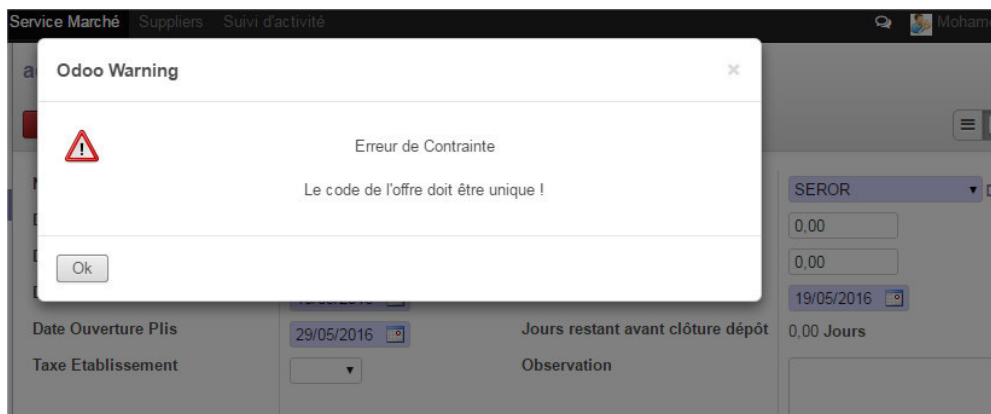 Service Marché Suppliers Suivi d'activité
Odoo Warning
Erreur de Contrainte
Le code de l'offre doit être unique !
Ok
SEROR
0,00
0,00
19/05/2016
Date Ouverture Plis 29/05/2016 Jours restant avant clôture dépôt 0,00 Jours
Taxe Etablissement Observation